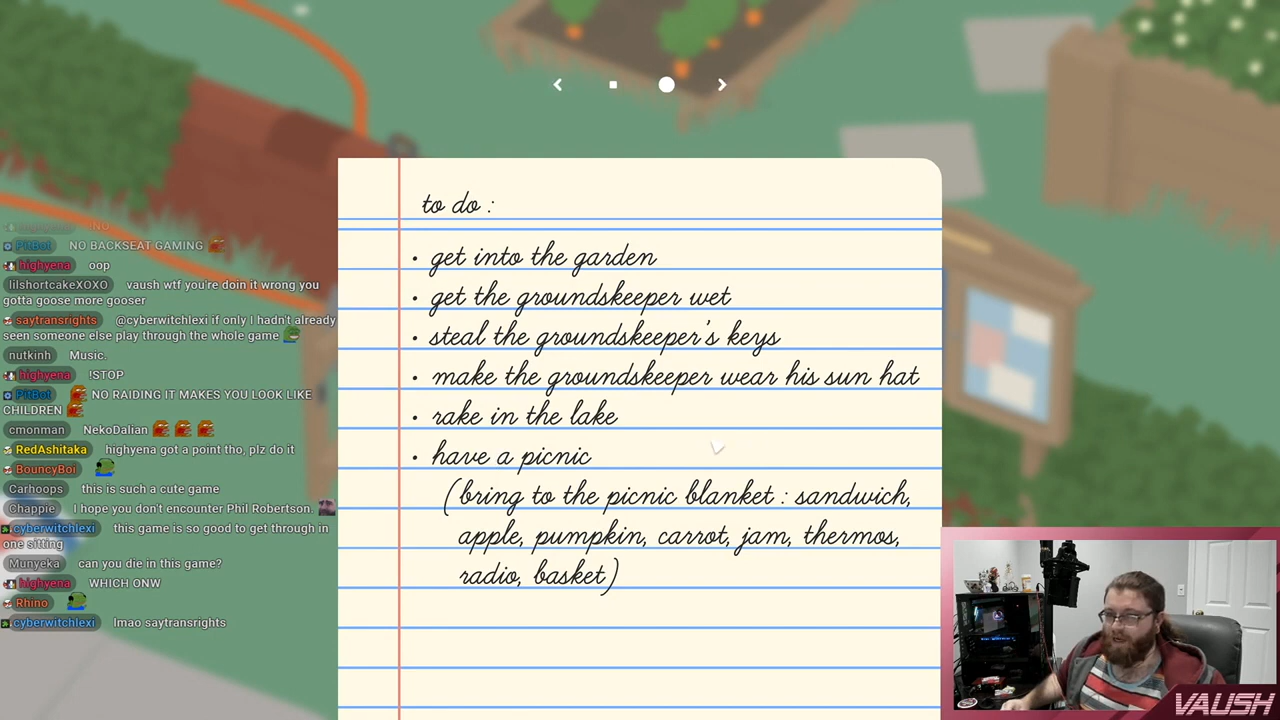 to do :
• get into the garden
• get the groundskeeper wet
• steal the groundskeeper's keys
• make the groundskeeper wear his sun hat
• rake in the lake
• have a picnic
(bring to the picnic blanket : sandwich,
apple, pumpkin, carrot, jam, thermos,
radio, basket)
PitBot NO BACKSEAT GAMING
highyena oop
lilshortcakeXOXO vaush wtf you're doin it wrong you
gotta goose more gooser
saytransrights @cyberwitchlexi if only I hadn't already
seen someone else play through the whole game
nutkinh Music.
highyena !STOP
PitBot NO RAIDING IT MAKES YOU LOOK LIKE
CHILDREN
cmonman NekoDalian
RedAshitaka highyena got a point tho, plz do it
BouncyBoi
Carhoops this is such a cute game
Chappie I hope you don't encounter Phil Robertson.
cyberwitchlexi this game is so good to get through in
one sitting
Munyeka can you die in this game?
highyena WHICH ONW
Rhino
cyberwitchlexi lmao saytransrights
VAUSH